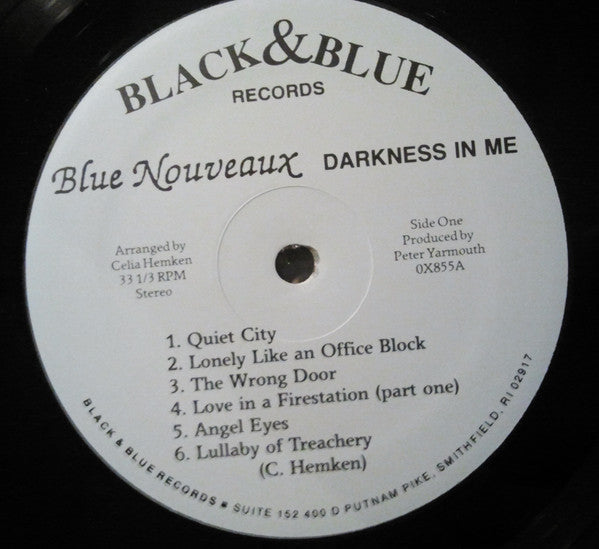 BLACK&BLUE
RECORDS
Blue Nouveaux DARKNESS IN ME
Arranged by
Celia Hemken
33 1/3 RPM
Stereo
Side One
Produced by
Peter Yarmouth
0X855A
1. Quiet City
2. Lonely Like an Office Block
3. The Wrong Door
4. Love in a Firestation (part one)
5. Angel Eyes
6. Lullaby of Treachery
(C. Hemken)
BLACK & BLUE RECORDS ■ SUITE 152 400 D PUTNAM PIKE, SMITHFIELD, RI 02917